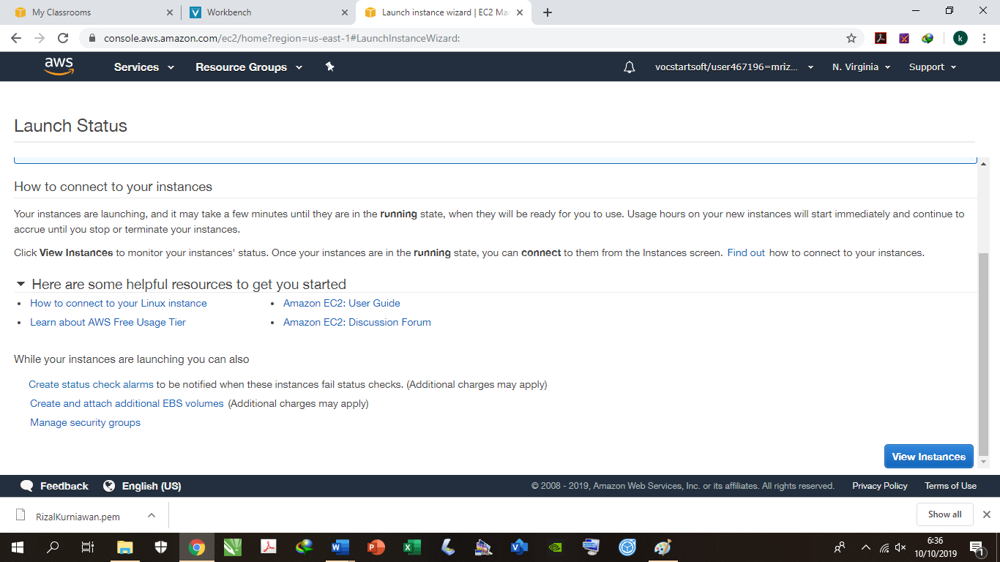 My Classrooms
Workbench
Launch instance wizard | EC2 Ma
console.aws.amazon.com/ec2/home?region=us-east-1#LaunchInstanceWizard:
k
aws
Services
Resource Groups
vocstartsoft/user467196=mriz...
N. Virginia
Support
Launch Status
How to connect to your instances
Your instances are launching, and it may take a few minutes until they are in the running state, when they will be ready for you to use. Usage hours on your new instances will start immediately and continue to
accrue until you stop or terminate your instances.
Click View Instances to monitor your instances' status. Once your instances are in the running state, you can connect to them from the Instances screen. Find out how to connect to your instances.
Here are some helpful resources to get you started
• How to connect to your Linux instance
• Amazon EC2: User Guide
• Learn about AWS Free Usage Tier
• Amazon EC2: Discussion Forum
While your instances are launching you can also
Create status check alarms to be notified when these instances fail status checks. (Additional charges may apply)
Create and attach additional EBS volumes (Additional charges may apply)
Manage security groups
View Instances
Feedback
English (US)
© 2008 - 2019, Amazon Web Services, Inc. or its affiliates. All rights reserved.
Privacy Policy
Terms of Use
RizalKurniawan.pem
Show all
6:36
10/10/2019
1